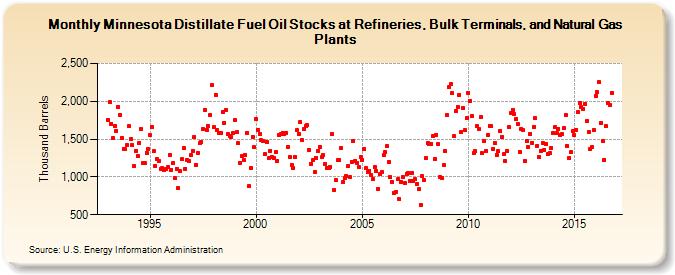 Monthly Minnesota Distillate Fuel Oil Stocks at Refineries, Bulk Terminals, and Natural Gas
Plants
Thousand Barrels
2,500
2,000
1,500
1,000
500
1995
2000
2005
2010
2015
Source: U.S. Energy Information Administration